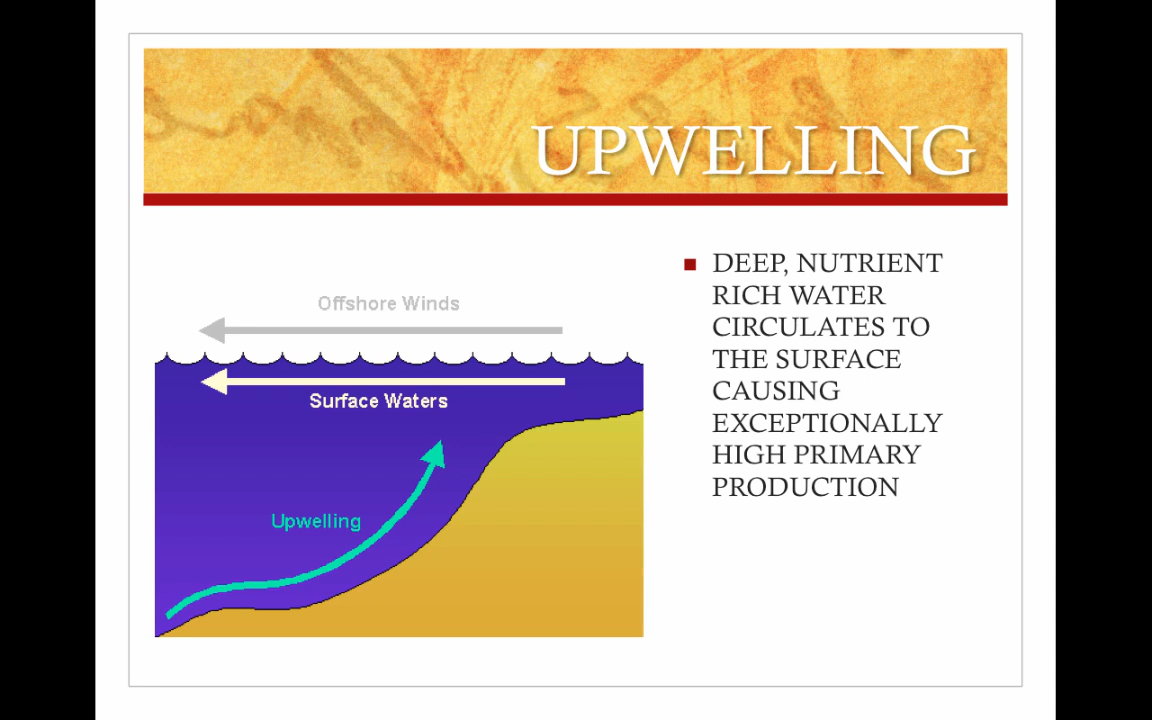 UPWELLING
Offshore Winds
Surface Waters
Upwelling
DEEP, NUTRIENT
RICH WATER
CIRCULATES TO
THE SURFACE
CAUSING
EXCEPTIONALLY
HIGH PRIMARY
PRODUCTION